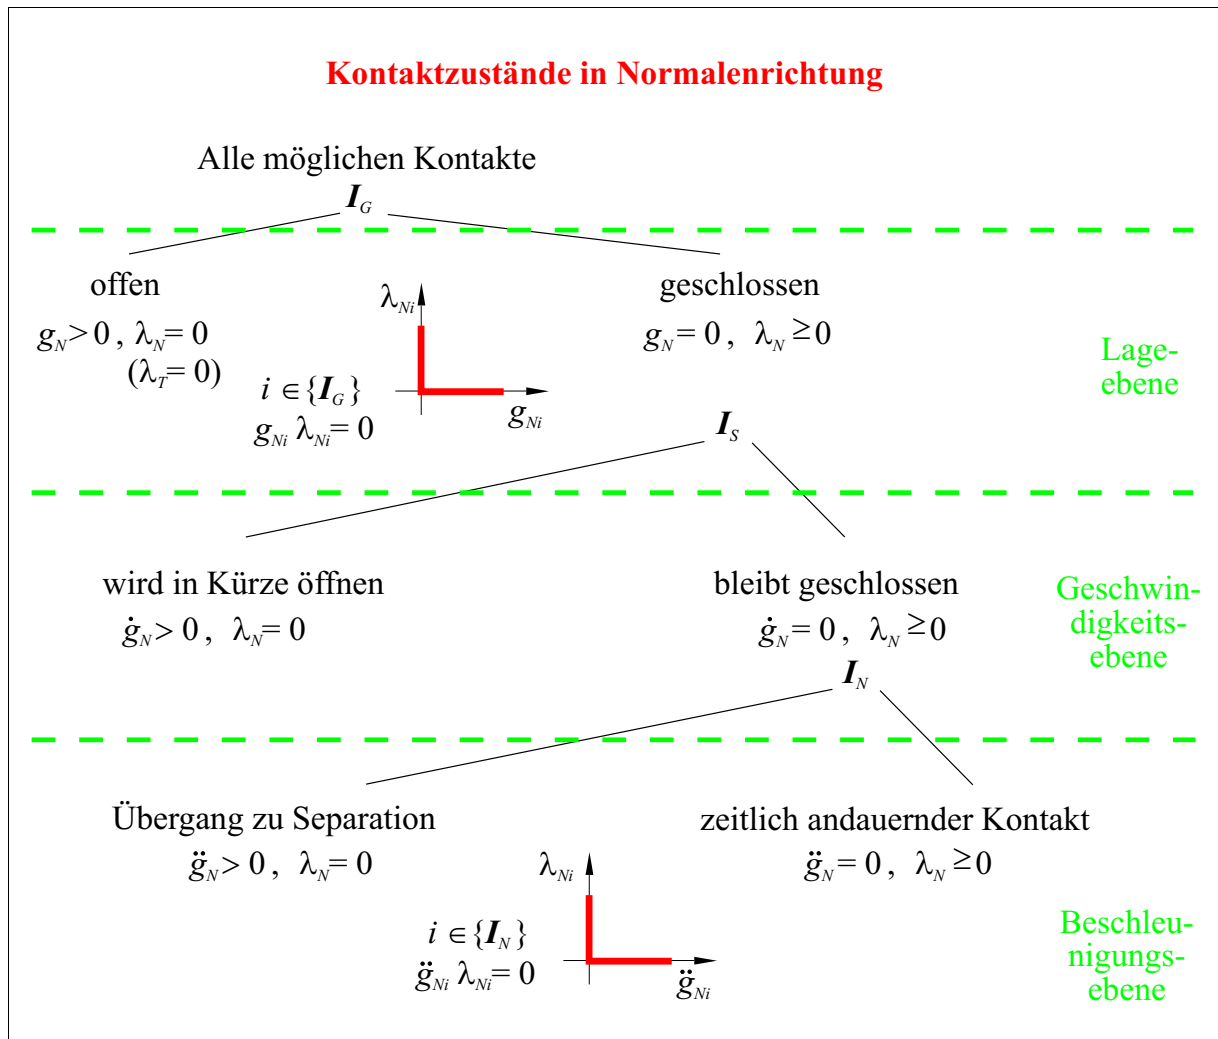 Kontaktzustände in Normalenrichtung
Alle möglichen Kontakte
I_G
offen
g_N > 0 , λ_N = 0
(λ_T = 0)
λ_Ni
i ∈ {I_G}
g_Ni λ_Ni = 0
g_Ni
geschlossen
g_N = 0 , λ_N ≥ 0
I_S
Lage-
ebene
wird in Kürze öffnen
ġ_N > 0 , λ_N = 0
bleibt geschlossen
ġ_N = 0 , λ_N ≥ 0
I_N
Geschwin-
digkeits-
ebene
Übergang zu Separation
g̈_N > 0 , λ_N = 0
zeitlich andauernder Kontakt
g̈_N = 0 , λ_N ≥ 0
λ_Ni
i ∈ {I_N}
g̈_Ni λ_Ni = 0
g̈_Ni
Beschleu-
nigungs-
ebene